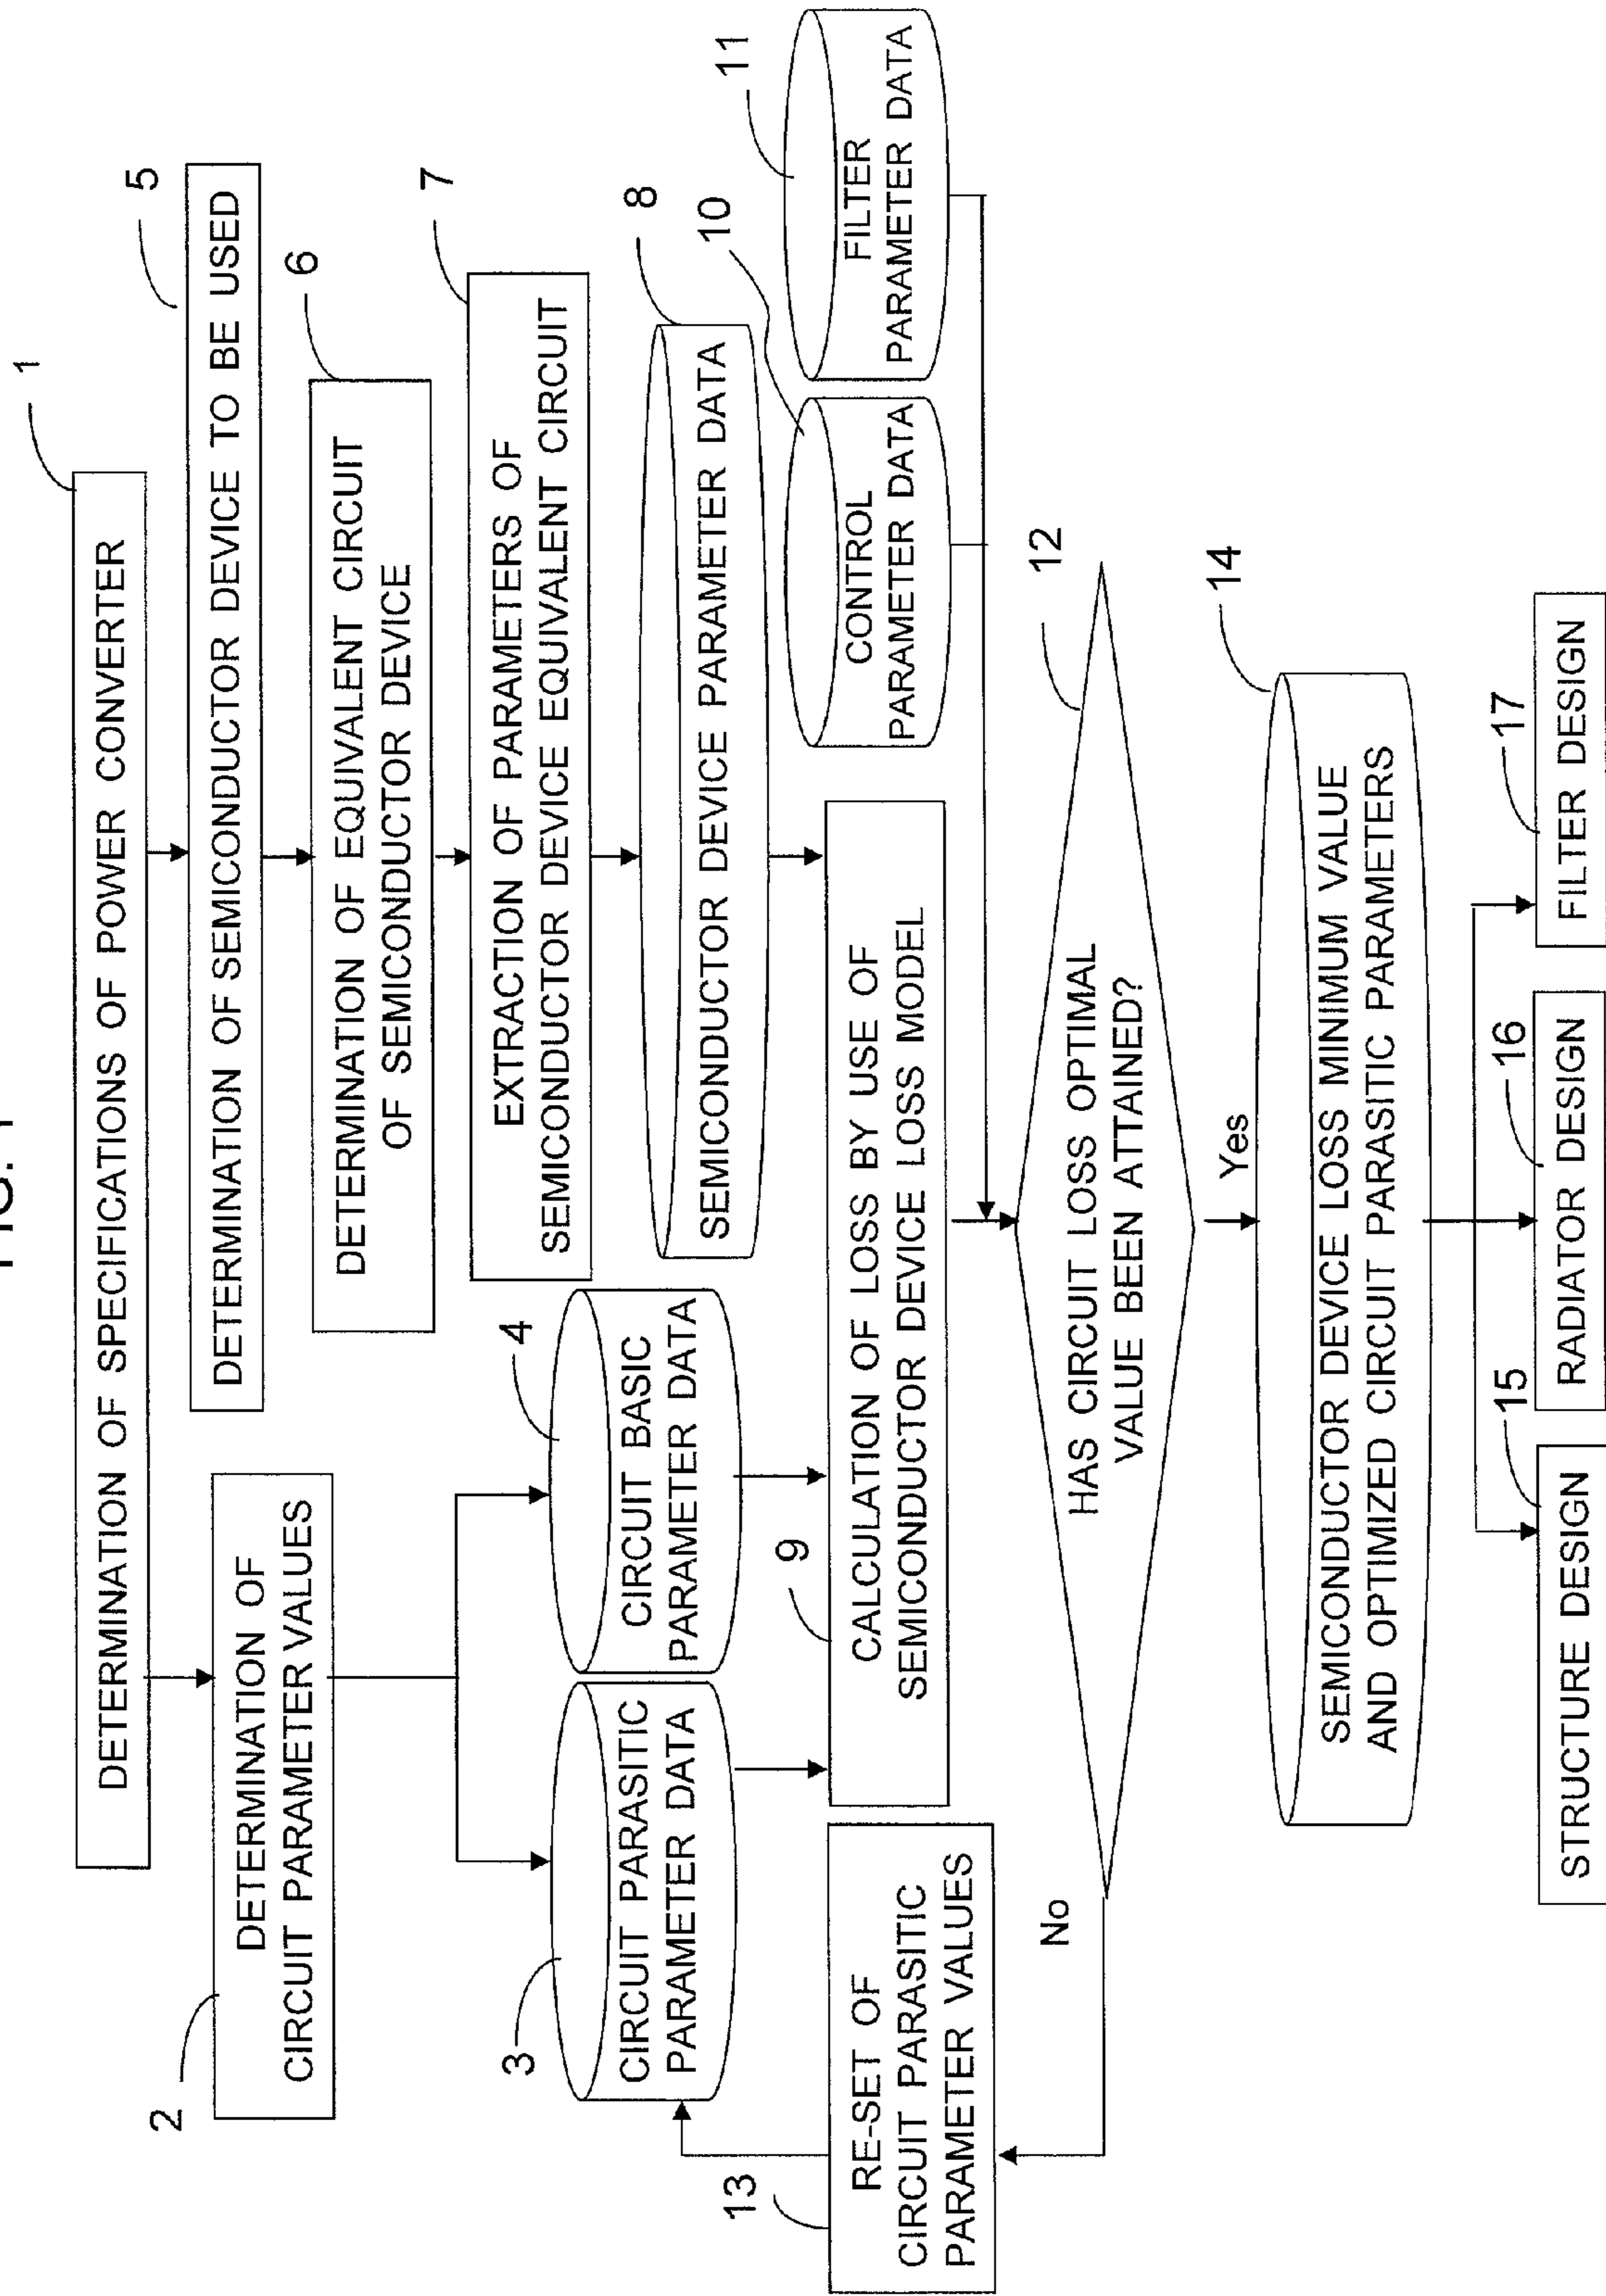 FIG. 1
1
DETERMINATION OF SPECIFICATIONS OF POWER CONVERTER
2
DETERMINATION OF
CIRCUIT PARAMETER VALUES
5
DETERMINATION OF SEMICONDUCTOR DEVICE TO BE USED
6
DETERMINATION OF EQUIVALENT CIRCUIT
OF SEMICONDUCTOR DEVICE
7
EXTRACTION OF PARAMETERS OF
SEMICONDUCTOR DEVICE EQUIVALENT CIRCUIT
3
CIRCUIT PARASITIC
PARAMETER DATA
4
CIRCUIT BASIC
PARAMETER DATA
8
SEMICONDUCTOR DEVICE PARAMETER DATA
9
CALCULATION OF LOSS BY USE OF
SEMICONDUCTOR DEVICE LOSS MODEL
10
CONTROL
PARAMETER DATA
11
FILTER
PARAMETER DATA
13
RE-SET OF
CIRCUIT PARASITIC
PARAMETER VALUES
12
HAS CIRCUIT LOSS OPTIMAL
VALUE BEEN ATTAINED?
No
Yes
14
SEMICONDUCTOR DEVICE LOSS MINIMUM VALUE
AND OPTIMIZED CIRCUIT PARASITIC PARAMETERS
15
STRUCTURE DESIGN
16
RADIATOR DESIGN
17
FILTER DESIGN